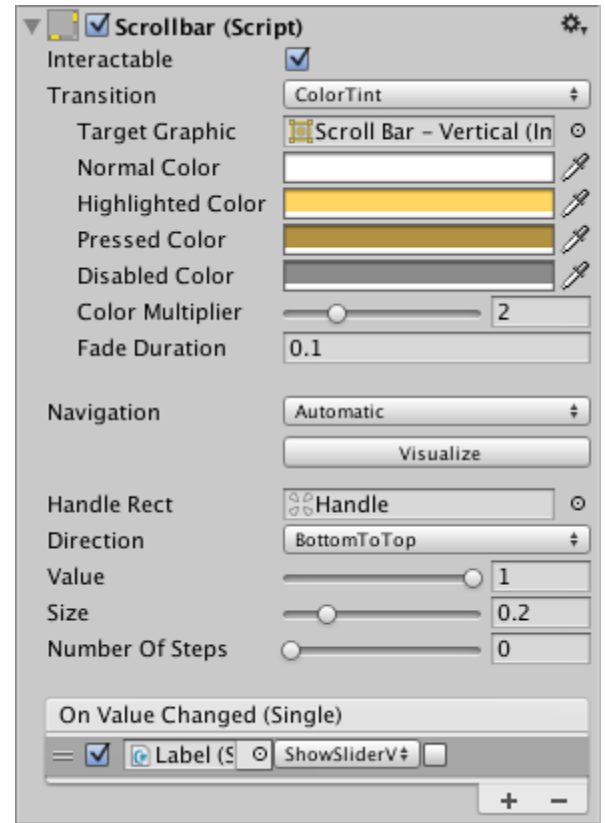 Scrollbar (Script)
Interactable
Transition ColorTint
Target Graphic Scroll Bar – Vertical (In
Normal Color
Highlighted Color
Pressed Color
Disabled Color
Color Multiplier 2
Fade Duration 0.1
Navigation Automatic
Visualize
Handle Rect Handle
Direction BottomToTop
Value 1
Size 0.2
Number Of Steps 0
On Value Changed (Single)
Label (S ShowSliderV
+ −